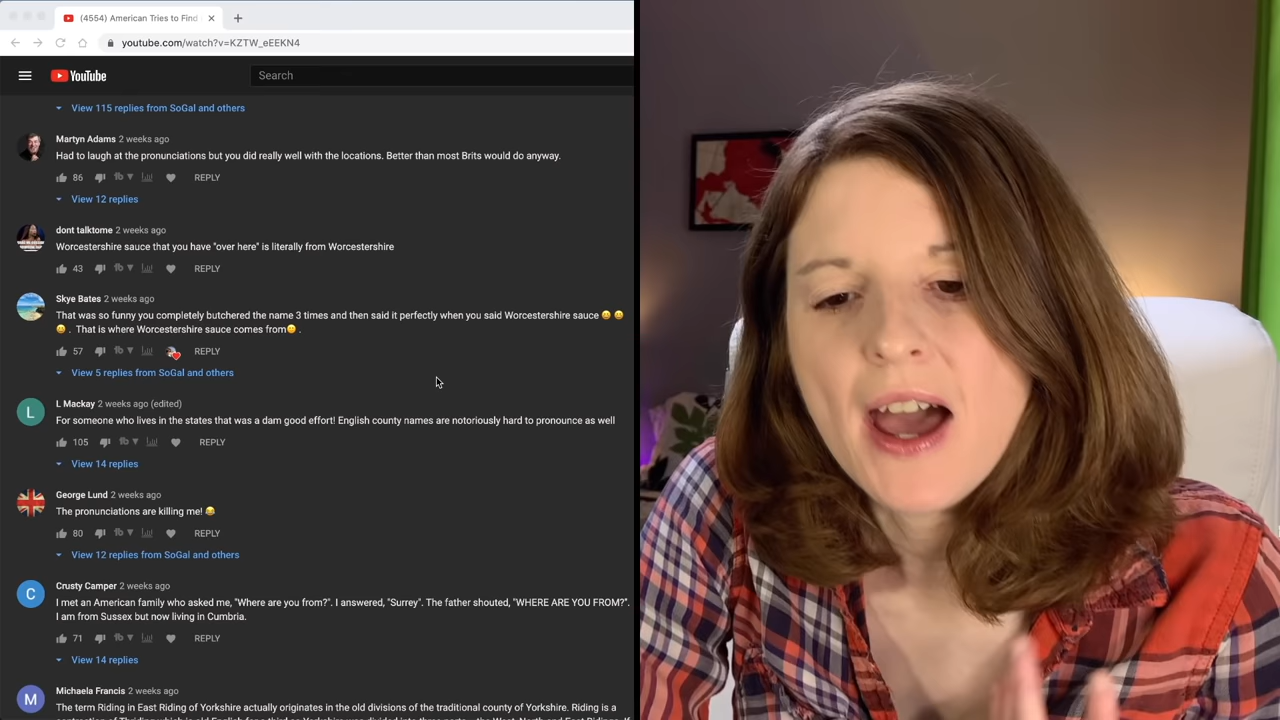 (4554) American Tries to Find
youtube.com/watch?v=KZTW_eEEKN4
YouTube
Search
View 115 replies from SoGal and others
Martyn Adams 2 weeks ago
Had to laugh at the pronunciations but you did really well with the locations. Better than most Brits would do anyway.
86 REPLY
View 12 replies
dont talktome 2 weeks ago
Worcestershire sauce that you have "over here" is literally from Worcestershire
43 REPLY
Skye Bates 2 weeks ago
That was so funny you completely butchered the name 3 times and then said it perfectly when you said Worcestershire sauce 😄 😄
😄 . That is where Worcestershire sauce comes from😊 .
57 REPLY
View 5 replies from SoGal and others
L
L Mackay 2 weeks ago (edited)
For someone who lives in the states that was a dam good effort! English county names are notoriously hard to pronounce as well
105 REPLY
View 14 replies
George Lund 2 weeks ago
The pronunciations are killing me! 😂
80 REPLY
View 12 replies from SoGal and others
C
Crusty Camper 2 weeks ago
I met an American family who asked me, "Where are you from?". I answered, "Surrey". The father shouted, "WHERE ARE YOU FROM?".
I am from Sussex but now living in Cumbria.
71 REPLY
View 14 replies
M
Michaela Francis 2 weeks ago
The term Riding in East Riding of Yorkshire actually originates in the old divisions of the traditional county of Yorkshire. Riding is a